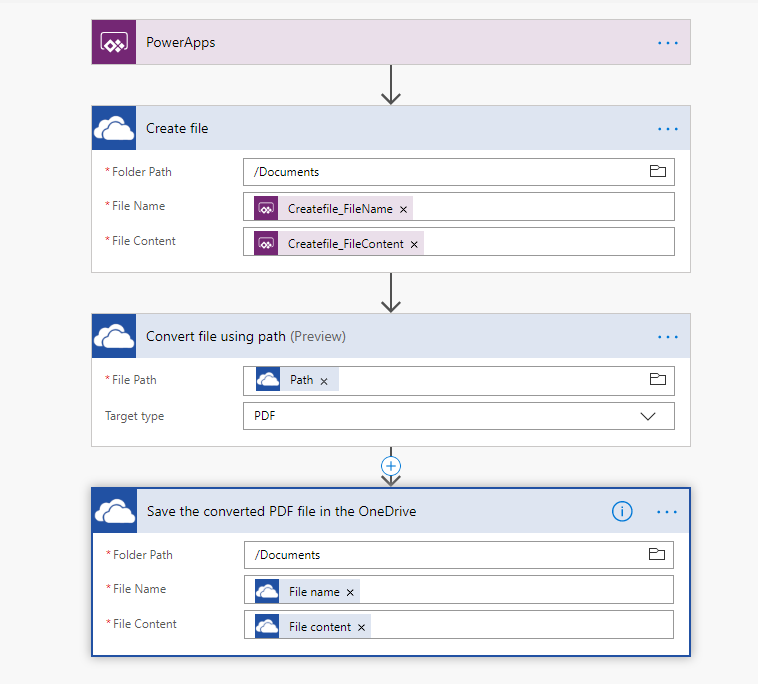 PowerApps
Create file
* Folder Path /Documents
* File Name Createfile_FileName ×
* File Content Createfile_FileContent ×
Convert file using path (Preview)
* File Path Path ×
Target type PDF
Save the converted PDF file in the OneDrive
* Folder Path /Documents
* File Name File name ×
* File Content File content ×